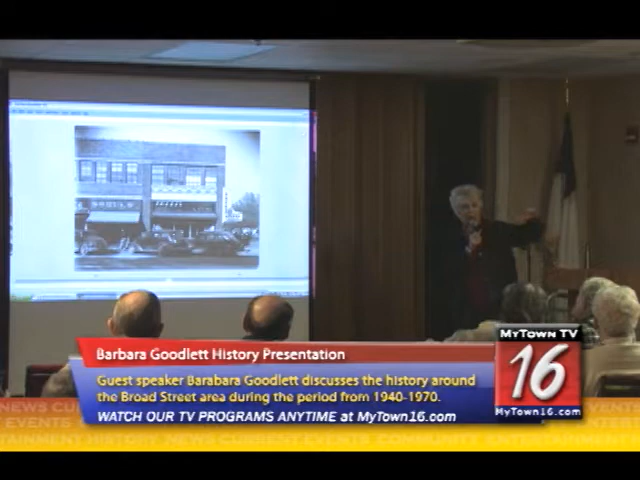 Barbara Goodlett History Presentation
Guest speaker Barabara Goodlett discusses the history around
the Broad Street area during the period from 1940-1970.
WATCH OUR TV PROGRAMS ANYTIME at MyTown16.com
MyTown TV
16
MyTown16.com
EVENTS